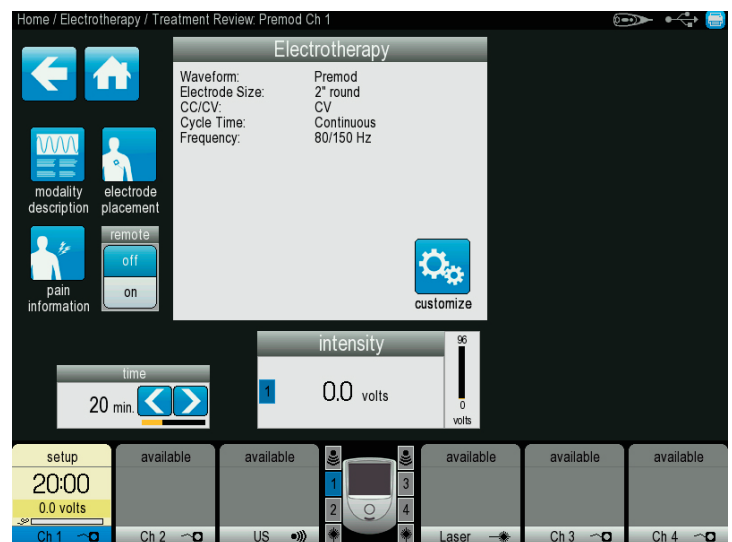 Home / Electrotherapy / Treatment Review: Premod Ch 1
Electrotherapy
Waveform: Premod
Electrode Size: 2" round
CC/CV: CV
Cycle Time: Continuous
Frequency: 80/150 Hz
modality
description
electrode
placement
pain
information
remote
off
on
customize
time
20 min.
intensity
1
0.0 volts
96
0
volts
setup
20:00
0.0 volts
Ch 1
available
Ch 2
available
US
1
2
3
4
available
Laser
available
Ch 3
available
Ch 4